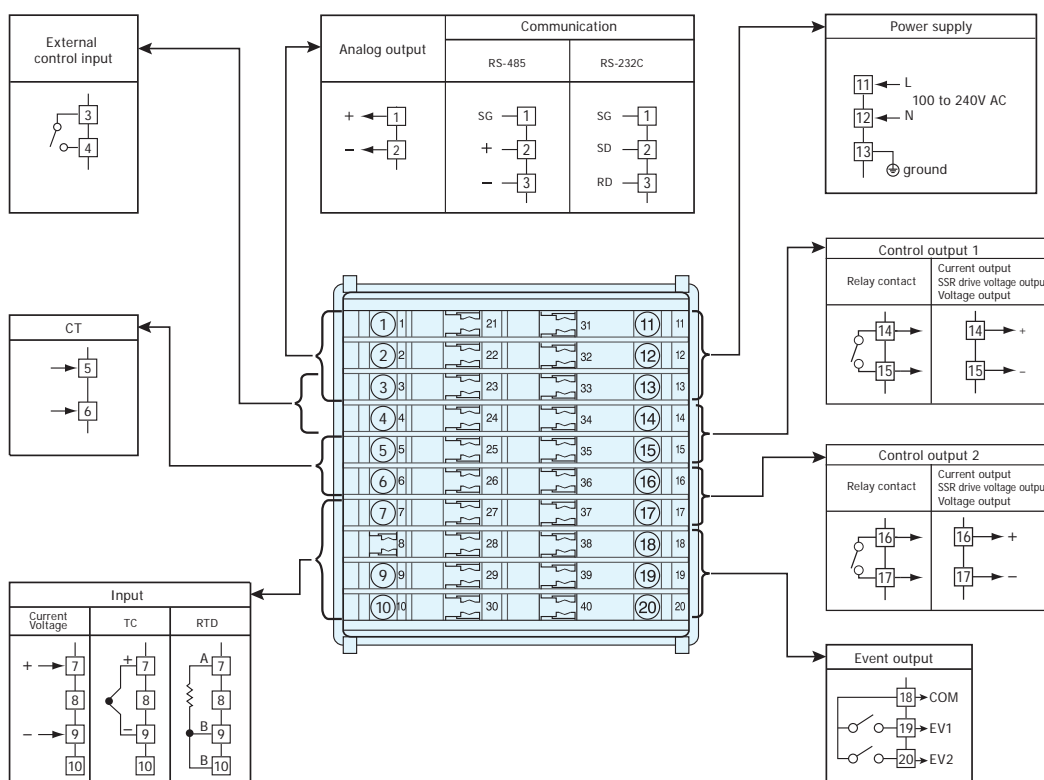 External
control input
3
4
Analog output
Communication
RS-485
RS-232C
+ 1
− 2
SG 1
+ 2
− 3
SG 1
SD 2
RD 3
Power supply
11 L
100 to 240V AC
12 N
13
ground
CT
5
6
1 1 21 31 11 11
2 2 22 32 12 12
3 3 23 33 13 13
4 4 24 34 14 14
5 5 25 35 15 15
6 6 26 36 16 16
7 7 27 37 17 17
8 28 38 18 18
9 9 29 39 19 19
10 10 30 40 20 20
Control output 1
Relay contact
Current output
SSR drive voltage outpu
Voltage output
14
15
14 +
15 −
Control output 2
Relay contact
Current output
SSR drive voltage outpu
Voltage output
16
17
16 +
17 −
Input
Current
Voltage
TC
RTD
+ 7
8
− 9
10
+ 7
8
− 9
10
A 7
8
B 9
B 10
Event output
18 COM
19 EV1
20 EV2